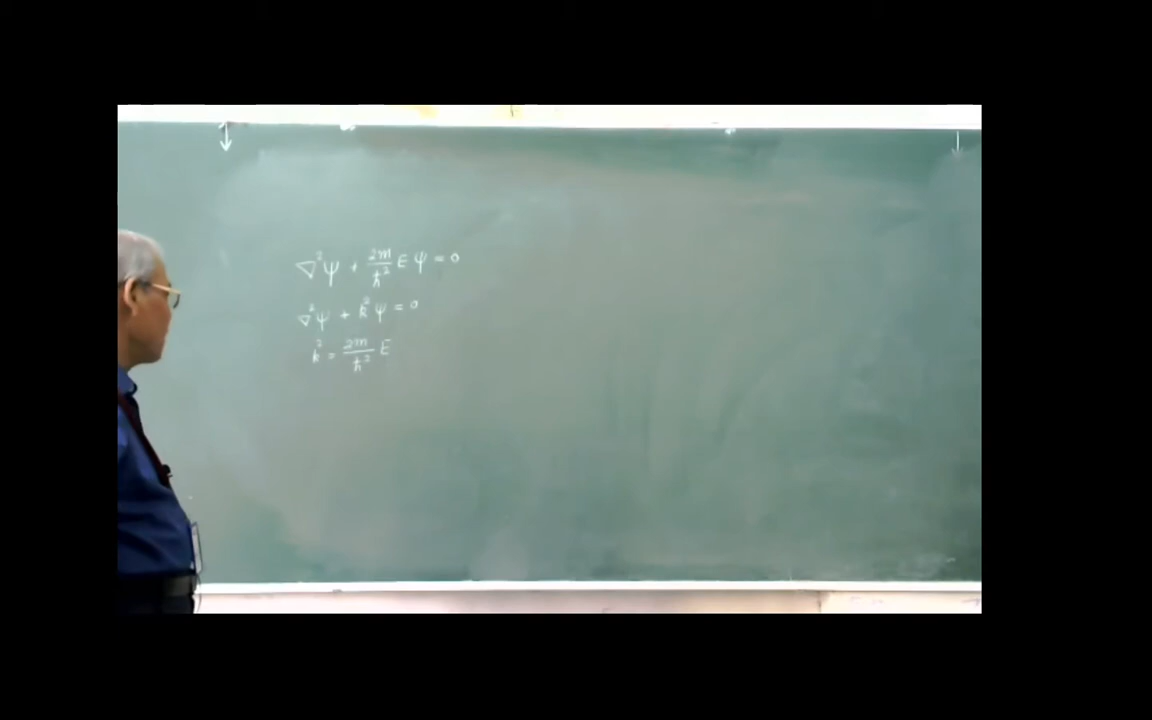 ∇²ψ + 2m/ħ² E ψ = 0
∇²ψ + k²ψ = 0
k² = 2m/ħ² E